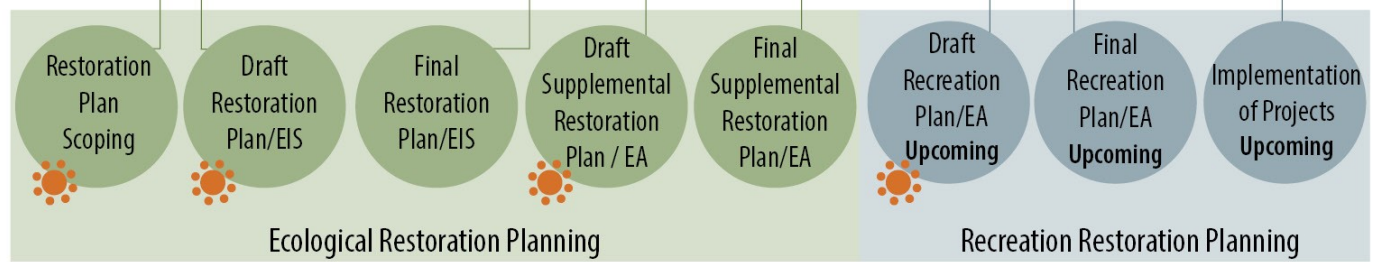 Restoration
Plan
Scoping
Draft
Restoration
Plan/EIS
Final
Restoration
Plan/EIS
Draft
Supplemental
Restoration
Plan / EA
Final
Supplemental
Restoration
Plan/EA
Draft
Recreation
Plan/EA
Upcoming
Final
Recreation
Plan/EA
Upcoming
Implementation
of Projects
Upcoming
Ecological Restoration Planning
Recreation Restoration Planning